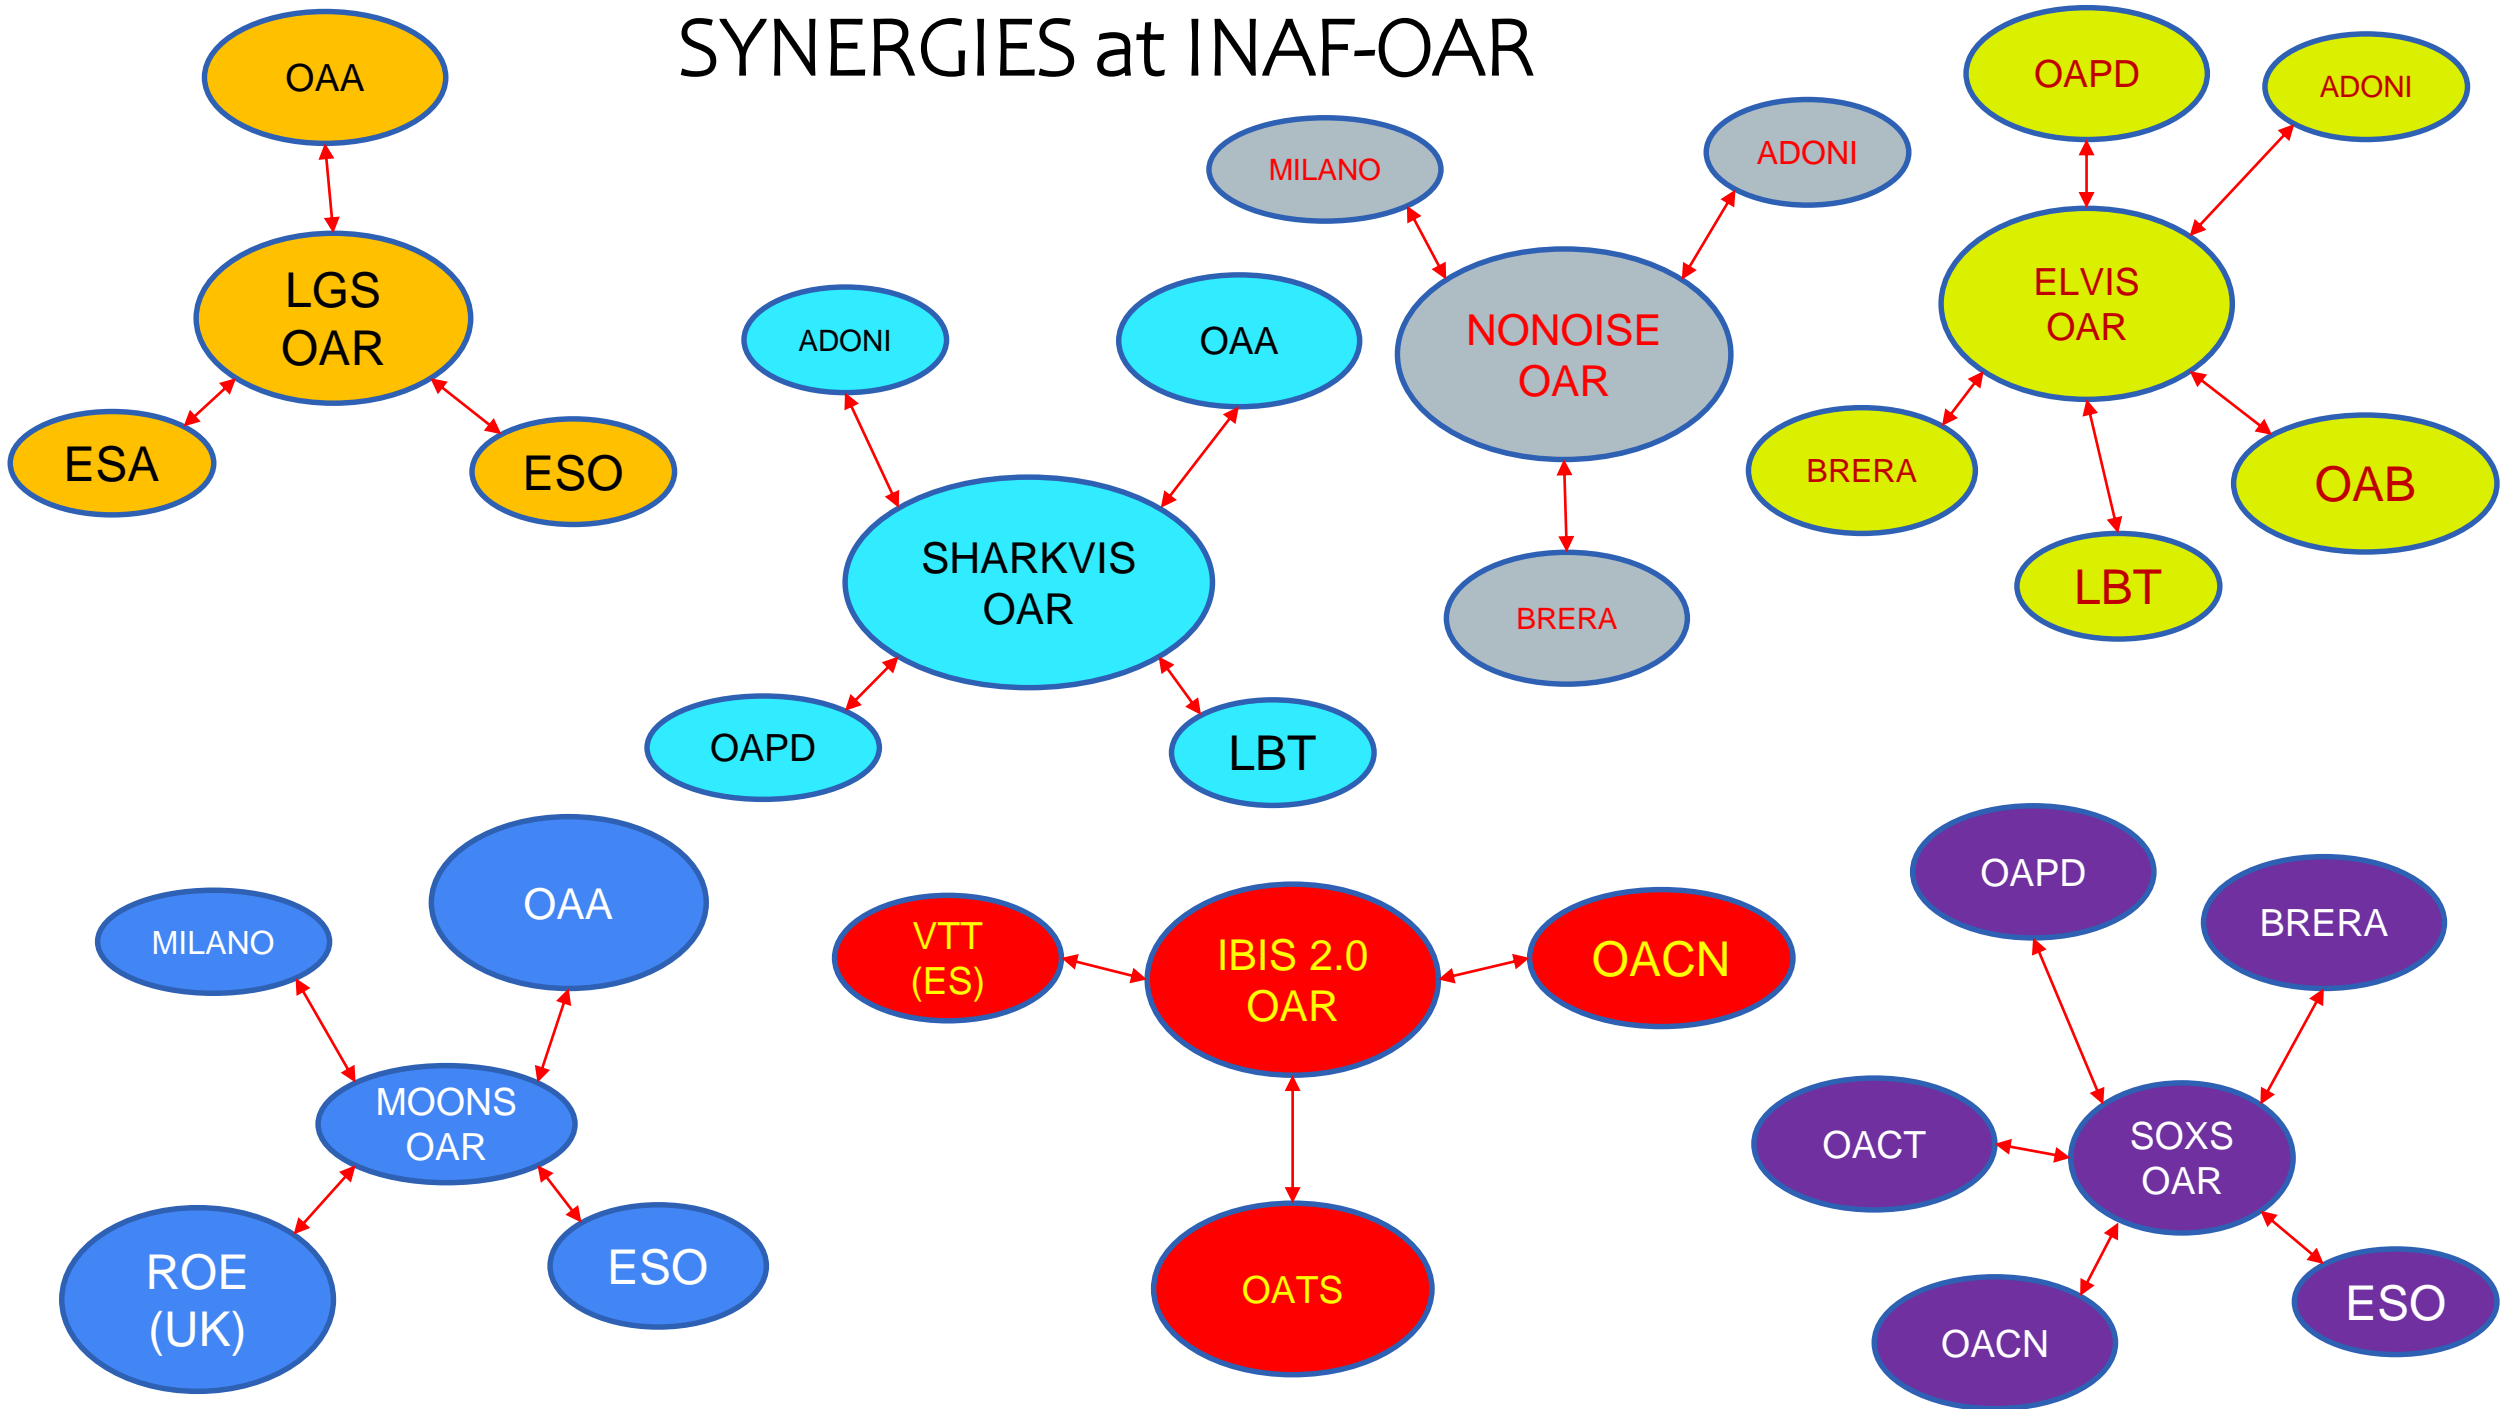 SYNERGIES at INAF-OAR
OAA
LGS
OAR
ESA
ESO
ADONI
OAA
SHARKVIS
OAR
OAPD
LBT
MILANO
ADONI
NONOISE
OAR
BRERA
OAPD
ADONI
ELVIS
OAR
BRERA
OAB
LBT
OAA
MILANO
MOONS
OAR
ROE
(UK)
ESO
VTT
(ES)
IBIS 2.0
OAR
OACN
OATS
OAPD
BRERA
OACT
SOXS
OAR
OACN
ESO